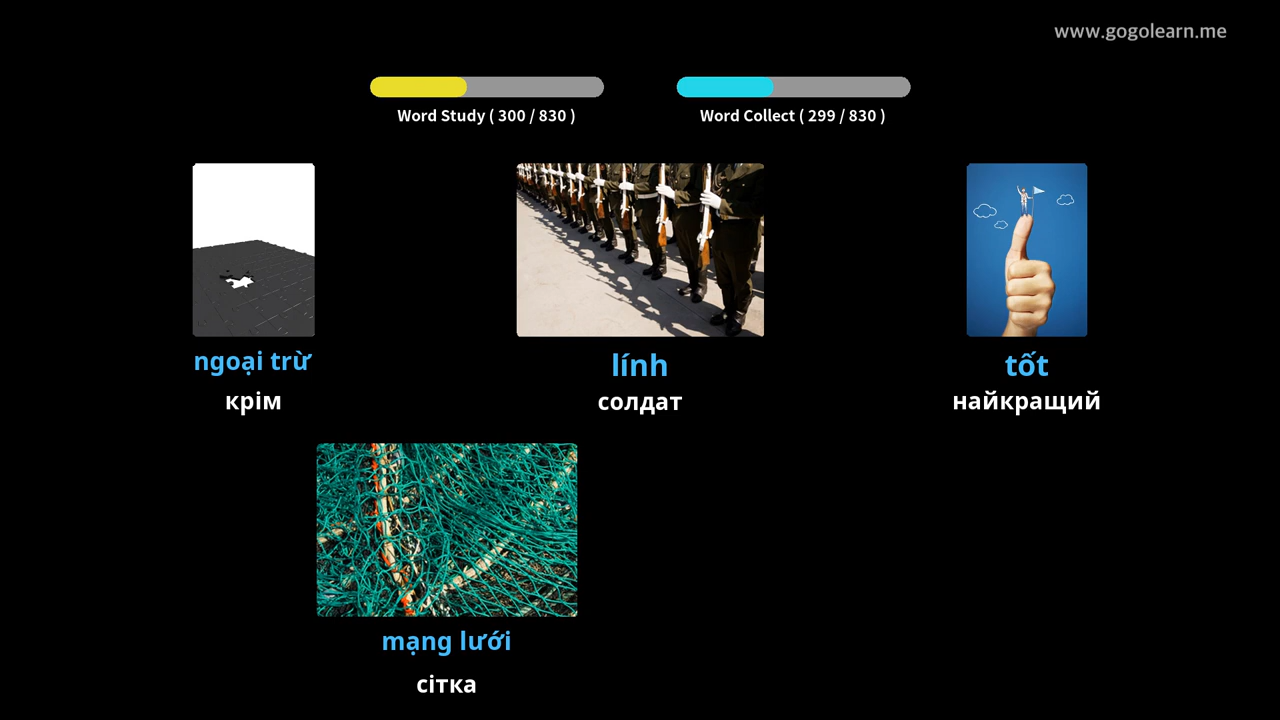 www.gogolearn.me
Word Study ( 300 / 830 )
Word Collect ( 299 / 830 )
ngoại trừ
крім
lính
солдат
tốt
найкращий
mạng lưới
сітка